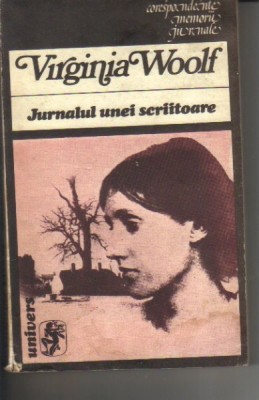 corespondențe
memorii
jurnale
Virginia Woolf
Jurnalul unei scriitoare
univers